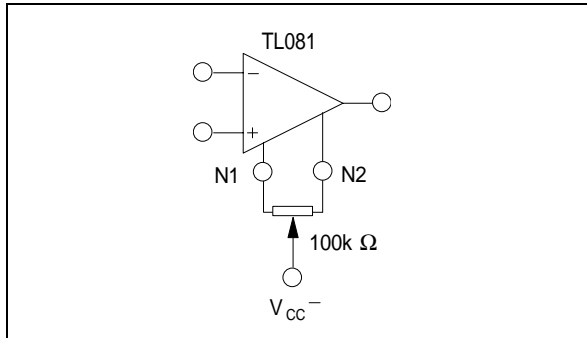 TL081
−
+
N1 N2
100k Ω
VCC−